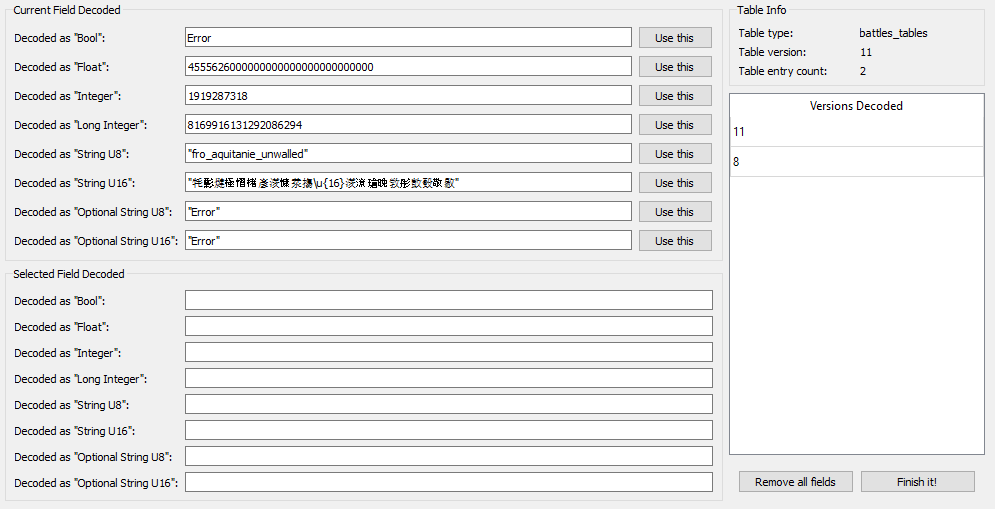 Current Field Decoded
Decoded as "Bool": Error Use this
Decoded as "Float": 4555626000000000000000000000000 Use this
Decoded as "Integer": 1919287318 Use this
Decoded as "Long Integer": 8169916131292086294 Use this
Decoded as "String U8": "fro_aquitanie_unwalled" Use this
Decoded as "String U16": Use this
Decoded as "Optional String U8": "Error" Use this
Decoded as "Optional String U16": "Error" Use this
Selected Field Decoded
Decoded as "Bool":
Decoded as "Float":
Decoded as "Integer":
Decoded as "Long Integer":
Decoded as "String U8":
Decoded as "String U16":
Decoded as "Optional String U8":
Decoded as "Optional String U16":
Table Info
Table type: battles_tables
Table version: 11
Table entry count: 2
Versions Decoded
11
8
Remove all fields Finish it!